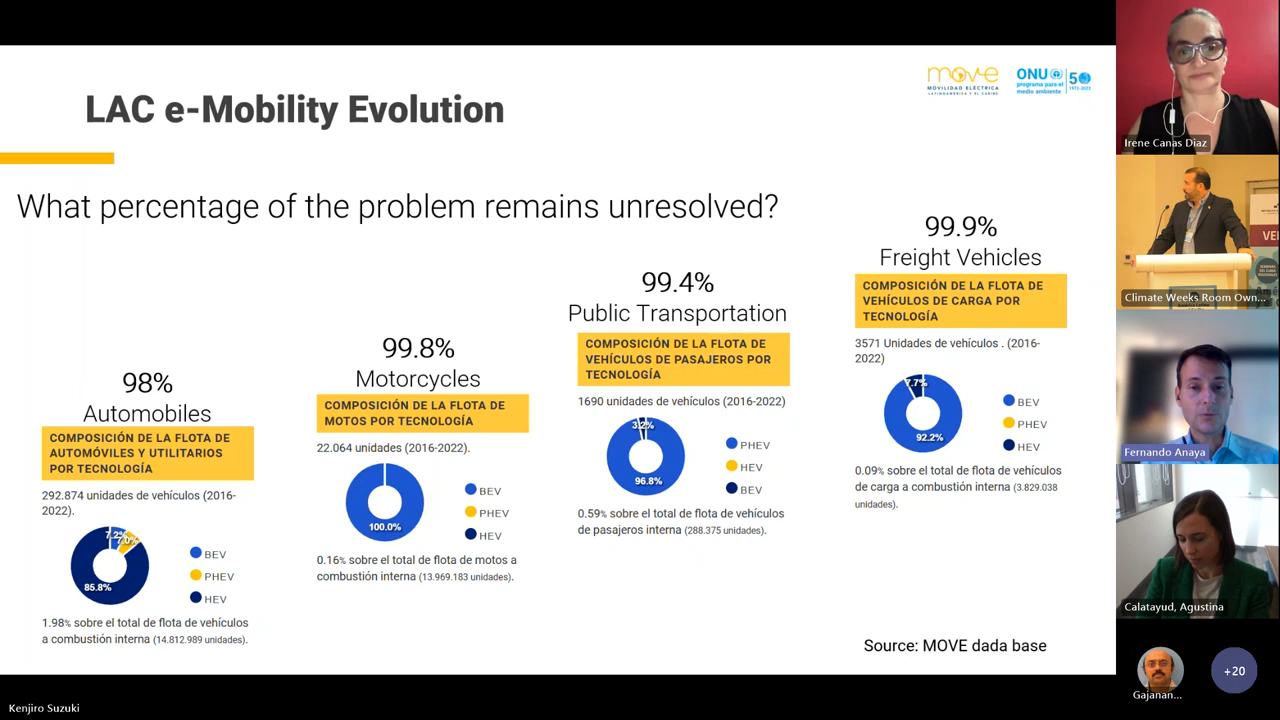 LAC e-Mobility Evolution
move
MOVILIDAD ELÉCTRICA
LATINOAMÉRICA Y EL CARIBE
ONU
programa para el
medio ambiente
50
1972-2022
What percentage of the problem remains unresolved?
98%
Automobiles
COMPOSICIÓN DE LA FLOTA DE
AUTOMÓVILES Y UTILITARIOS
POR TECNOLOGÍA
292.874 unidades de vehículos (2016-
2022).
7.2%
7.0%
85.8%
BEV
PHEV
HEV
1.98% sobre el total de flota de vehículos
a combustión interna (14.812.989 unidades).
99.8%
Motorcycles
COMPOSICIÓN DE LA FLOTA DE
MOTOS POR TECNOLOGÍA
22.064 unidades (2016-2022).
100.0%
BEV
PHEV
HEV
0.16% sobre el total de flota de motos a
combustión interna (13.969.183 unidades).
99.4%
Public Transportation
COMPOSICIÓN DE LA FLOTA DE
VEHÍCULOS DE PASAJEROS POR
TECNOLOGÍA
1690 unidades de vehículos (2016-2022)
3.2%
96.8%
PHEV
HEV
BEV
0.59% sobre el total de flota de vehículos
de pasajeros interna (288.375 unidades).
99.9%
Freight Vehicles
COMPOSICIÓN DE LA FLOTA DE
VEHÍCULOS DE CARGA POR
TECNOLOGÍA
3571 Unidades de vehículos . (2016-
2022)
7.7%
92.2%
BEV
PHEV
HEV
0.09% sobre el total de flota de vehículos
de carga a combustión interna (3.829.038
unidades).
Source: MOVE dada base
Irene Canas Diaz
Climate Weeks Room Own...
Fernando Anaya
Calatayud, Agustina
Gajanan...
+20
Kenjiro Suzuki